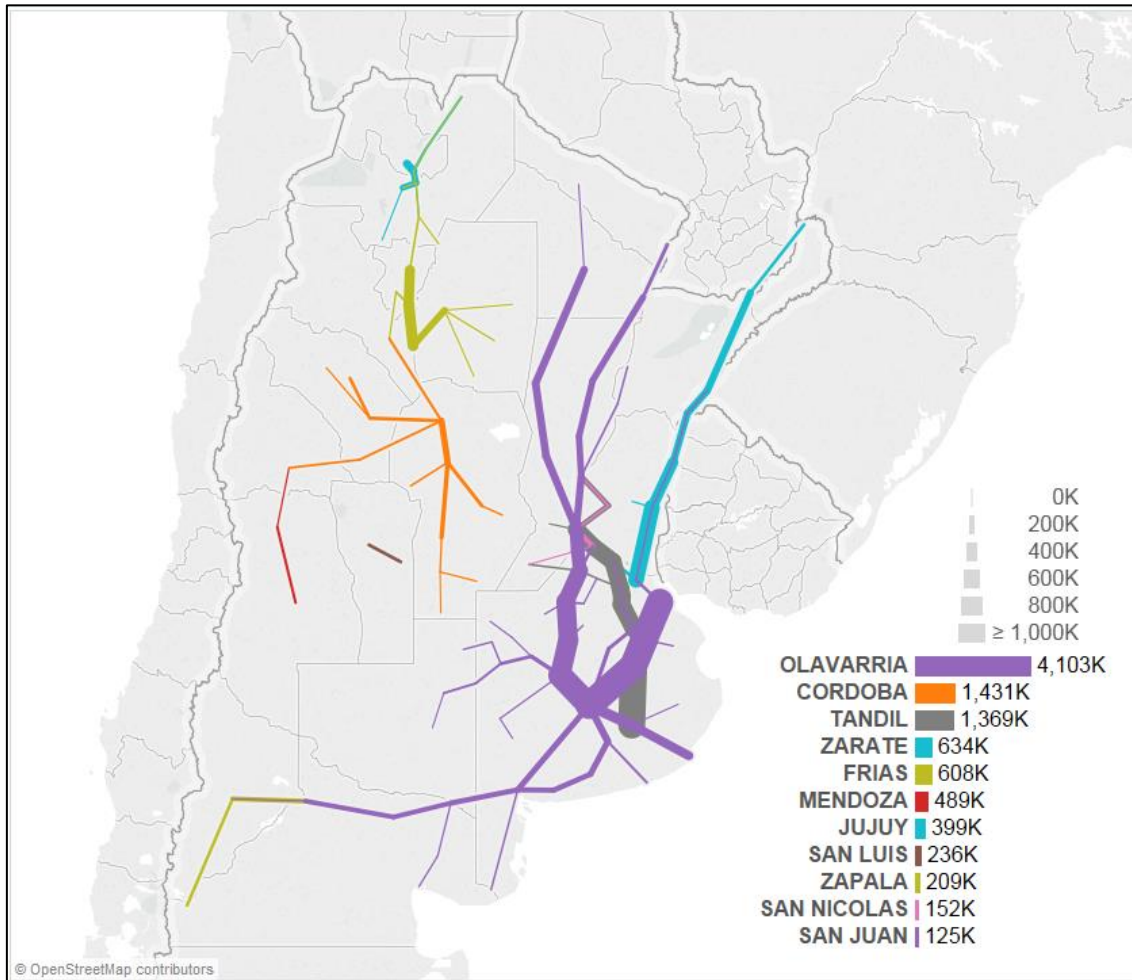 0K
200K
400K
600K
800K
≥ 1,000K
OLAVARRIA 4,103K
CORDOBA 1,431K
TANDIL 1,369K
ZARATE 634K
FRIAS 608K
MENDOZA 489K
JUJUY 399K
SAN LUIS 236K
ZAPALA 209K
SAN NICOLAS 152K
SAN JUAN 125K
© OpenStreetMap contributors